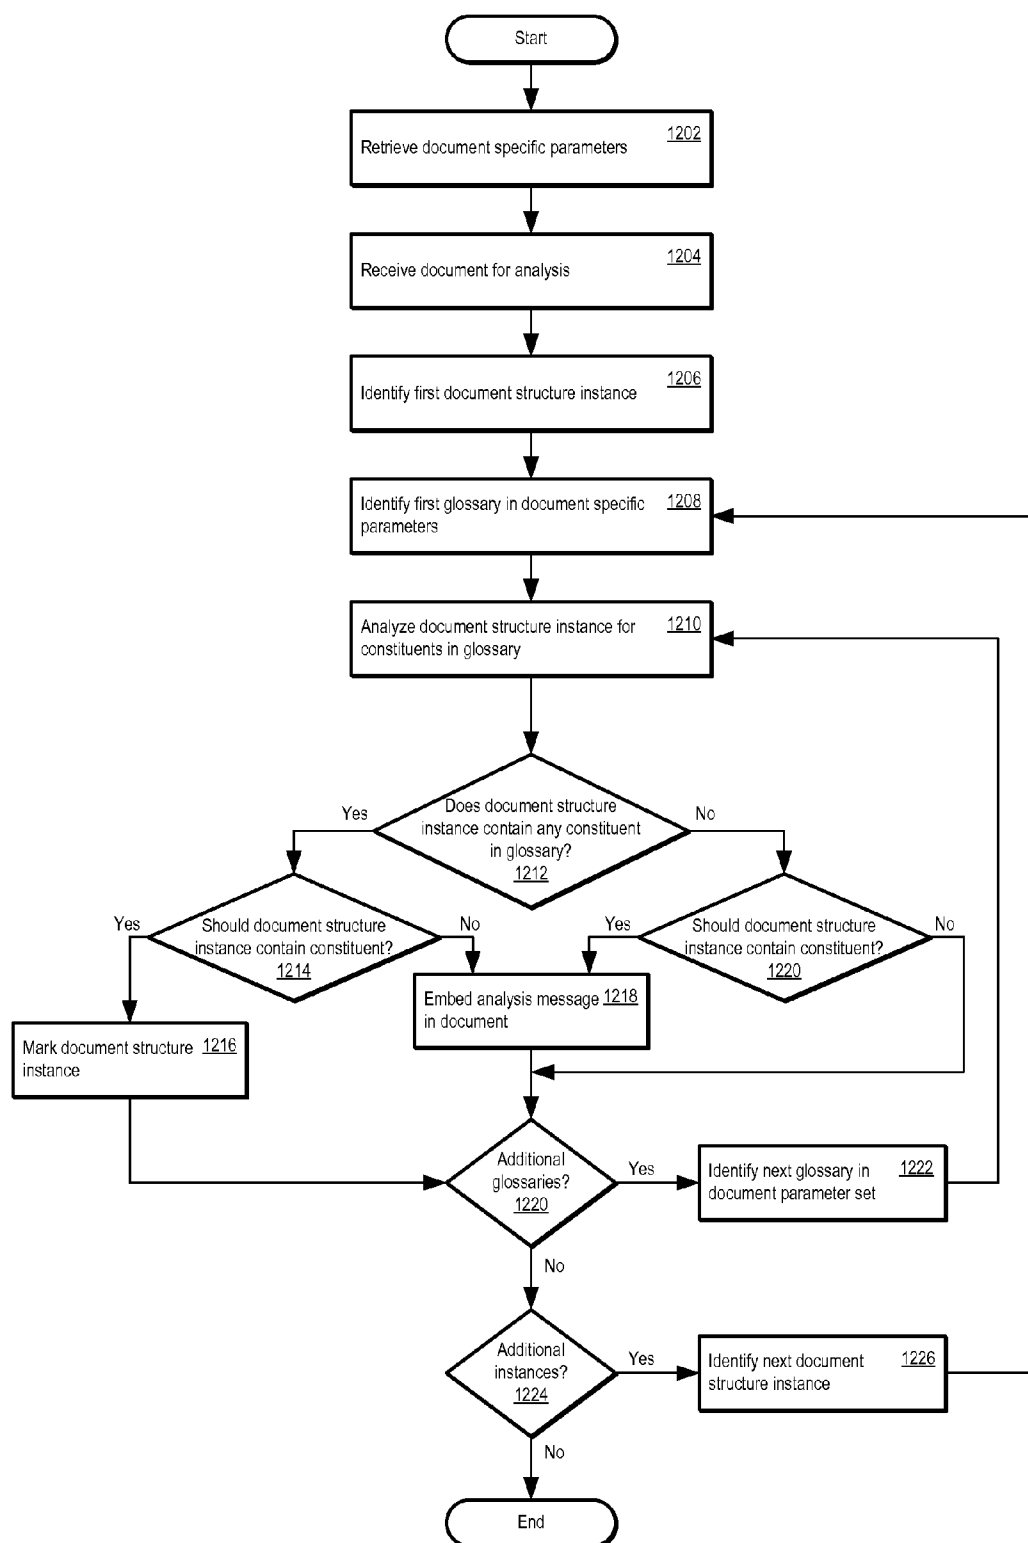 Start
Retrieve document specific parameters 1202
Receive document for analysis 1204
Identify first document structure instance 1206
Identify first glossary in document specific 1208
parameters
Analyze document structure instance for 1210
constituents in glossary
Yes
Does document structure
No
instance contain any constituent
in glossary?
1212
Yes
Should document structure
No
instance contain constituent?
1214
Yes
Should document structure
No
instance contain constituent?
1220
Embed analysis message 1218
in document
Mark document structure 1216
instance
Additional
glossaries?
1220
Yes
Identify next glossary in 1222
document parameter set
No
Additional
instances?
1224
Yes
Identify next document 1226
structure instance
No
End